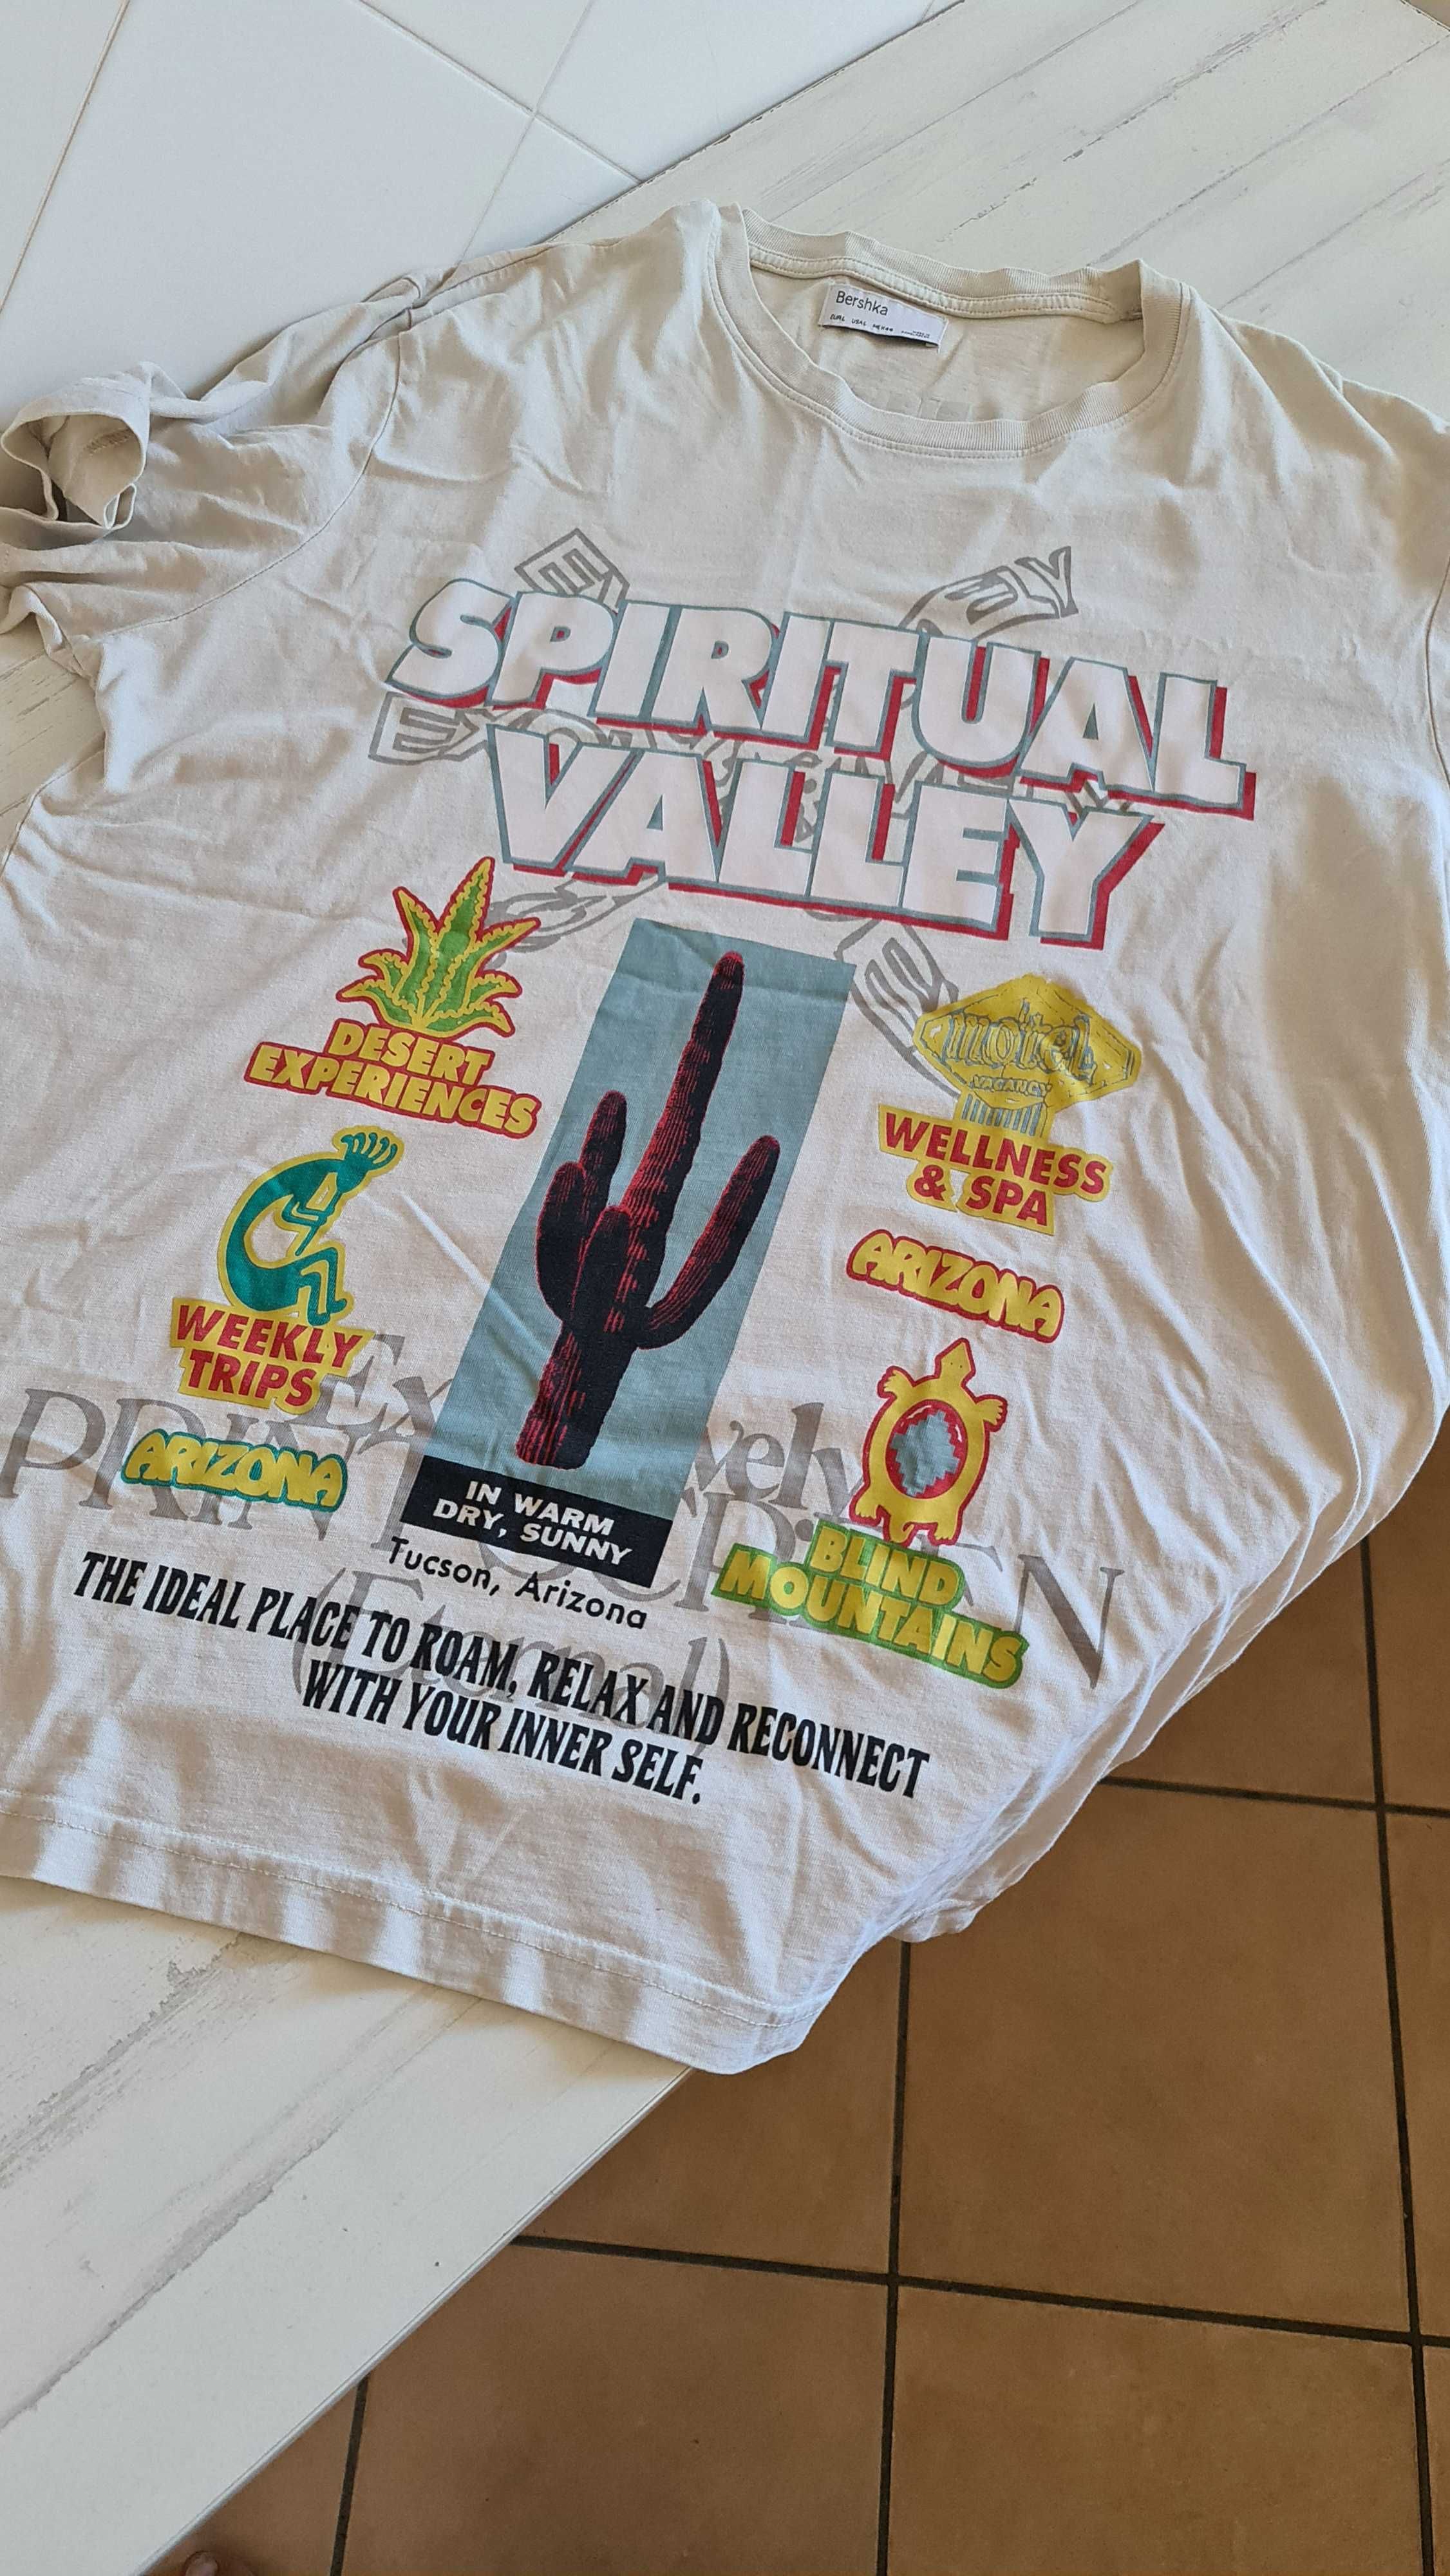 Bershka
SPIRITUAL
VALLEY
DESERT
EXPERIENCES
motel
VACANCY
WELLNESS
& SPA
ARIZONA
WEEKLY
TRIPS
ARIZONA
IN WARM
DRY, SUNNY
Tucson, Arizona
BLIND
MOUNTAINS
THE IDEAL PLACE TO ROAM, RELAX AND RECONNECT
WITH YOUR INNER SELF.
(Eternal)